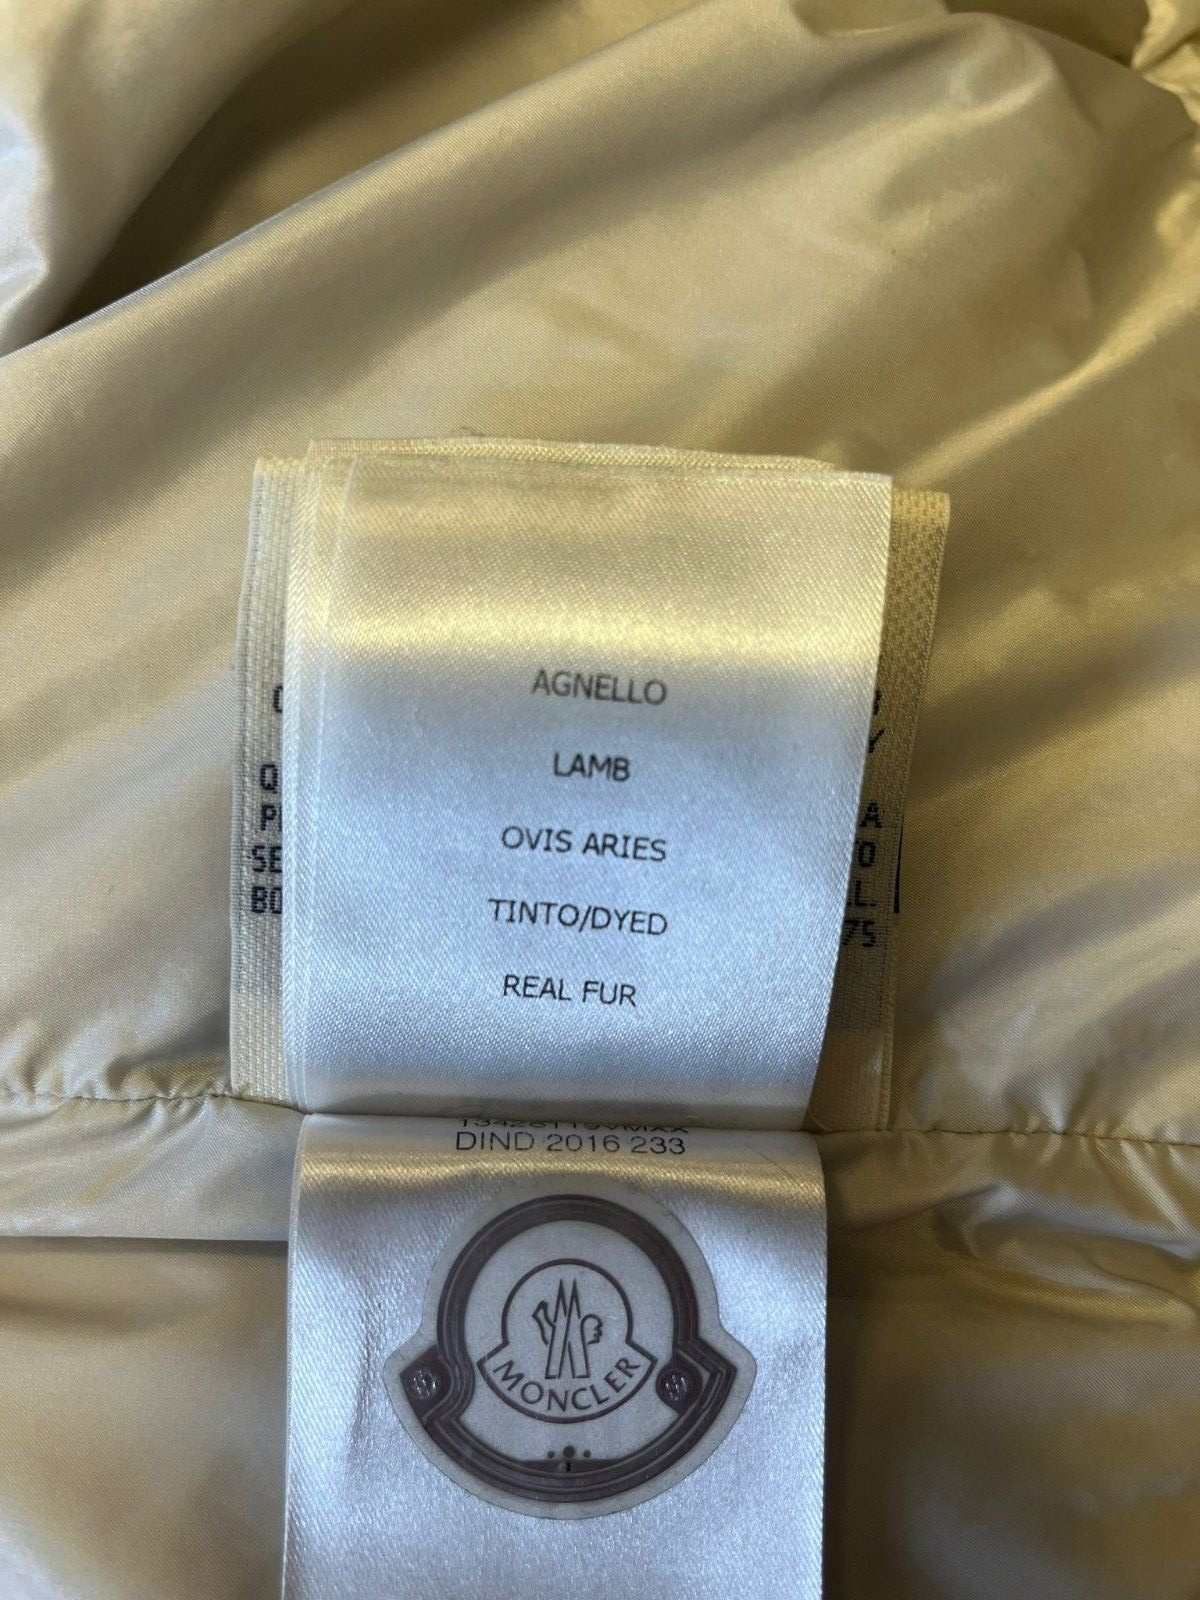 AGNELLO
LAMB
OVIS ARIES
TINTO/DYED
REAL FUR
DIND 2016 233
MONCLER